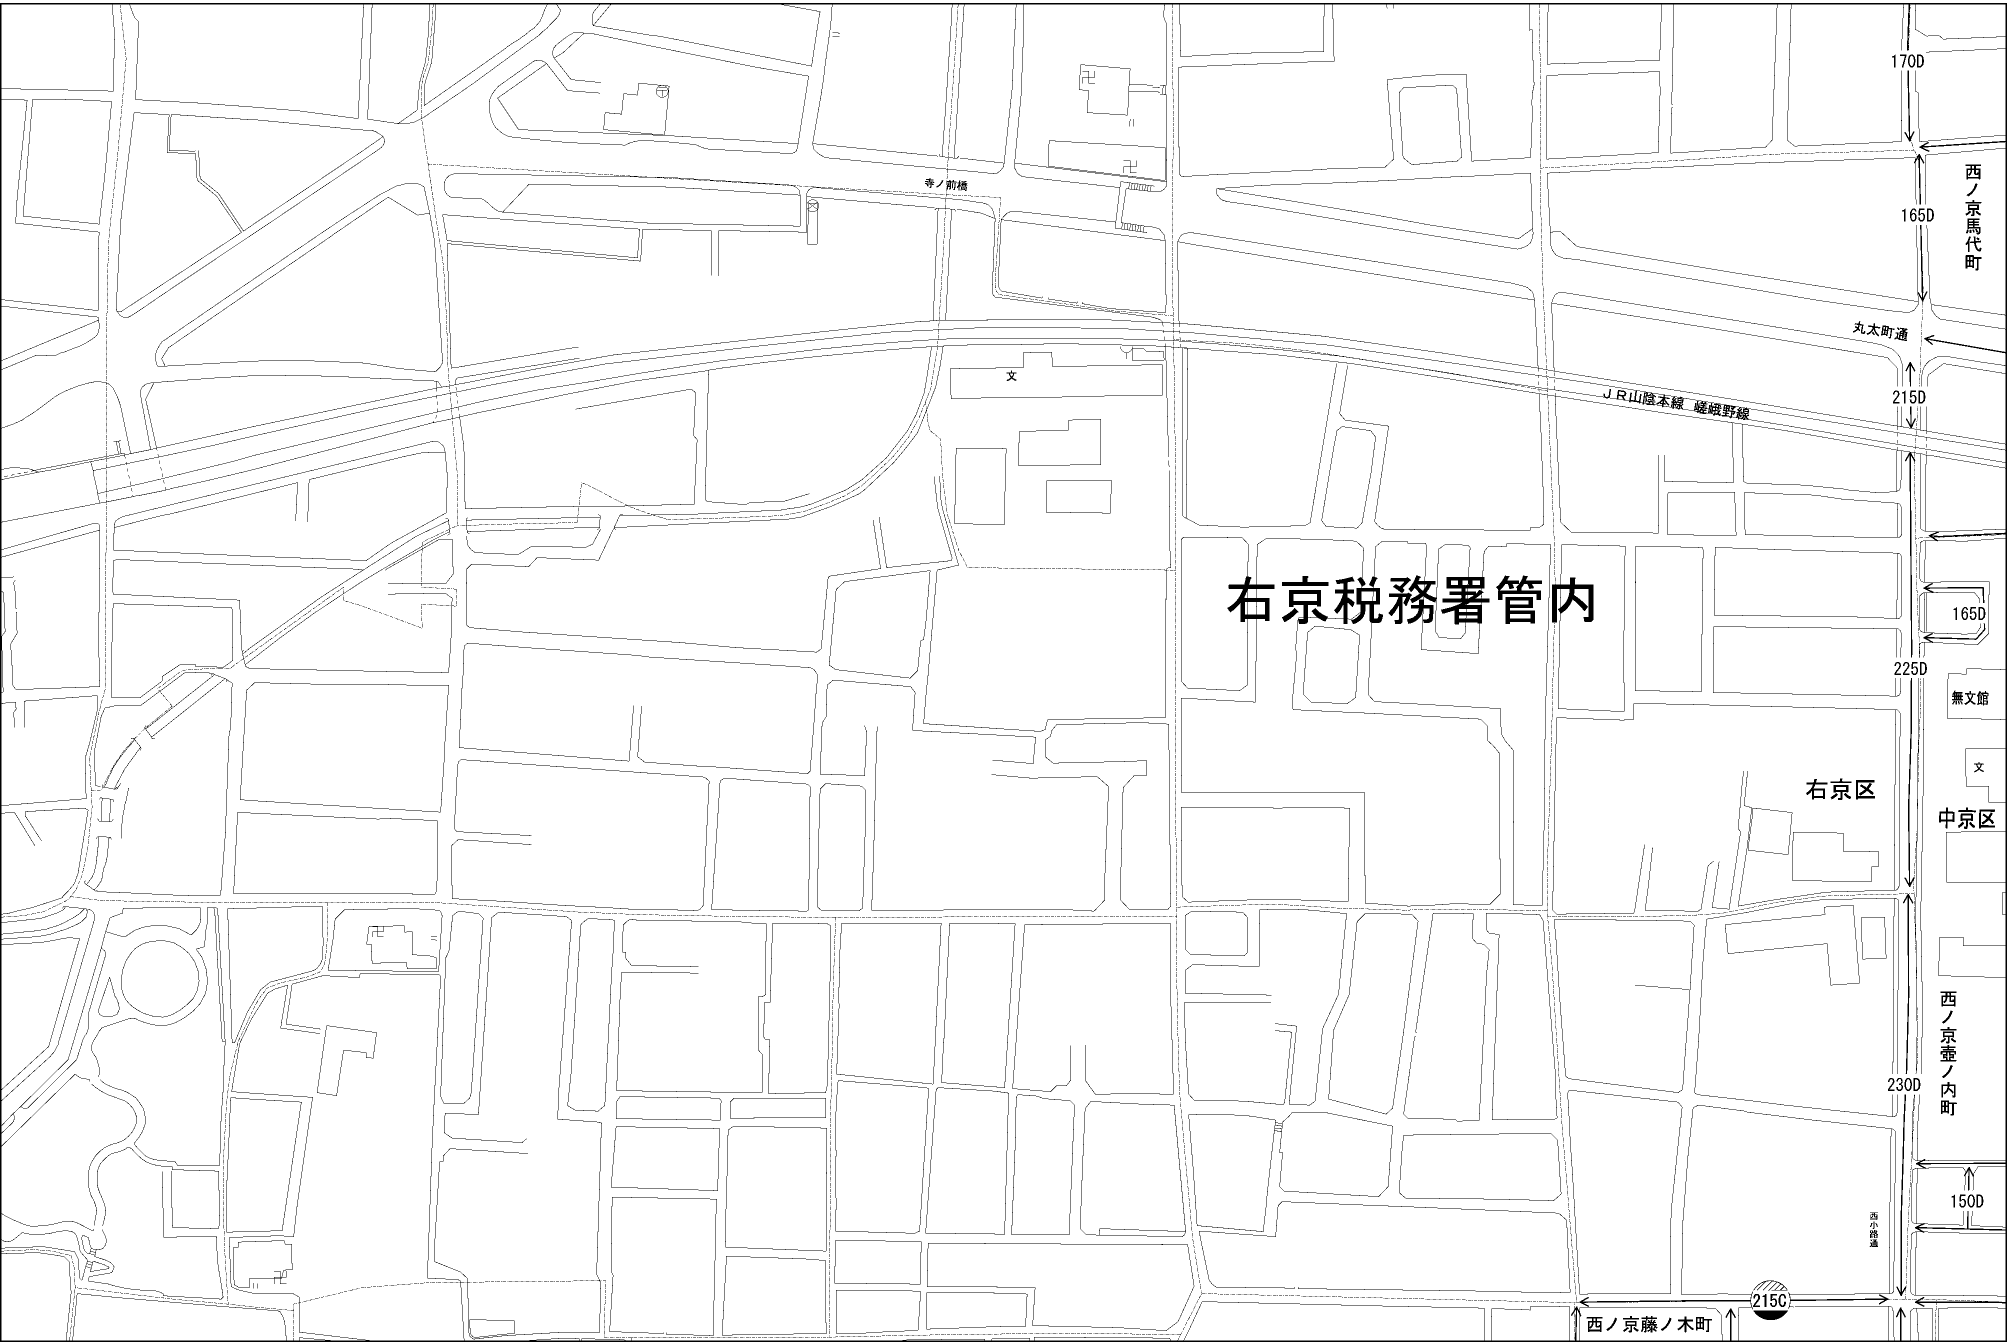 170D
西ノ京馬代町
寺ノ前橋
165D
丸太町通
文
215D
JR山陰本線 嵯峨野線
右京税務署管内
165D
225D
無文館
文
右京区
中京区
西ノ京壺ノ内町
230D
150D
西小路通
215C
西ノ京藤ノ木町